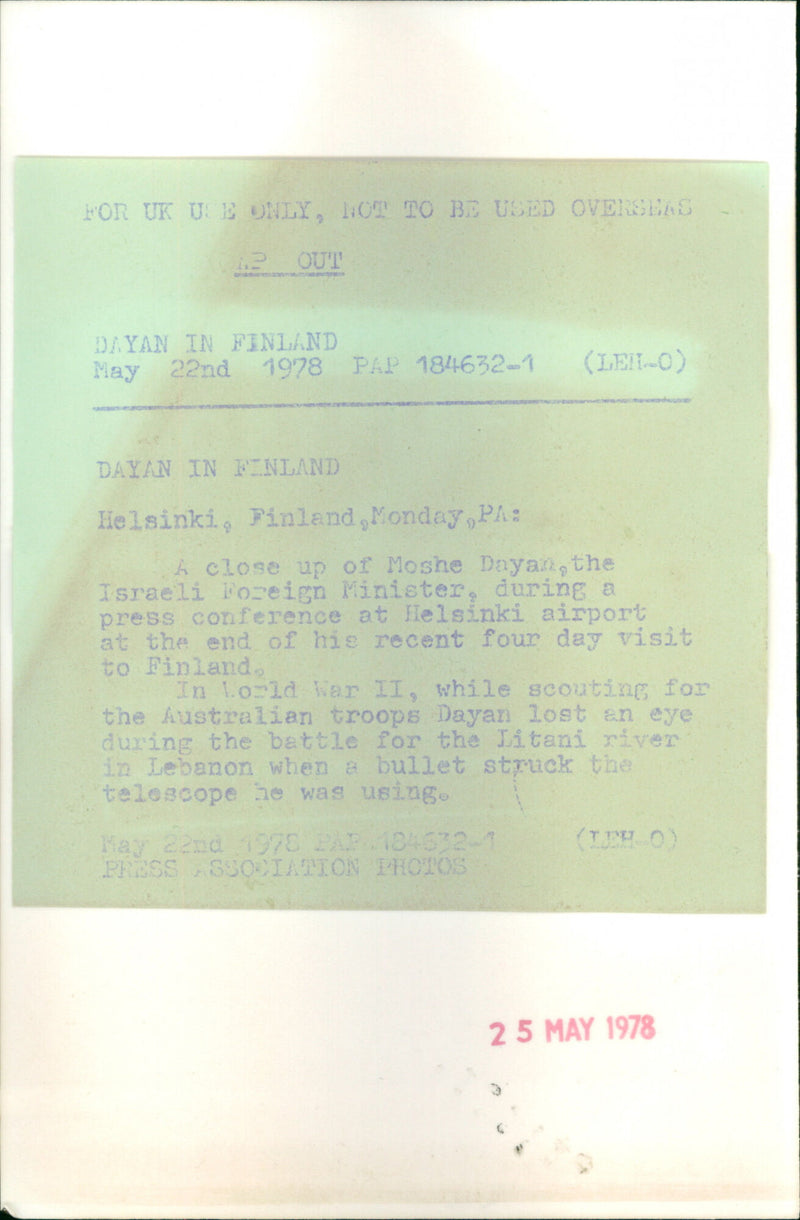 FOR UK USE ONLY, NOT TO BE USED OVERSEAS
AP OUT
DAYAN IN FINLAND
May 22nd 1978 PAP 184632-1 (LEH-O)
DAYAN IN FINLAND
Helsinki, Finland,Monday,PA:
A close up of Moshe Dayan,the
Israeli Foreign Minister, during a
press conference at Helsinki airport
at the end of his recent four day visit
to Finland.
In World War II, while scouting for
the Australian troops Dayan lost an eye
during the battle for the Litani river
in Lebanon when a bullet struck the
telescope he was using.
May 22nd 1978 PAP 184632-1 (LEH-O)
PRESS ASSOCIATION PHOTOS
25 MAY 1978